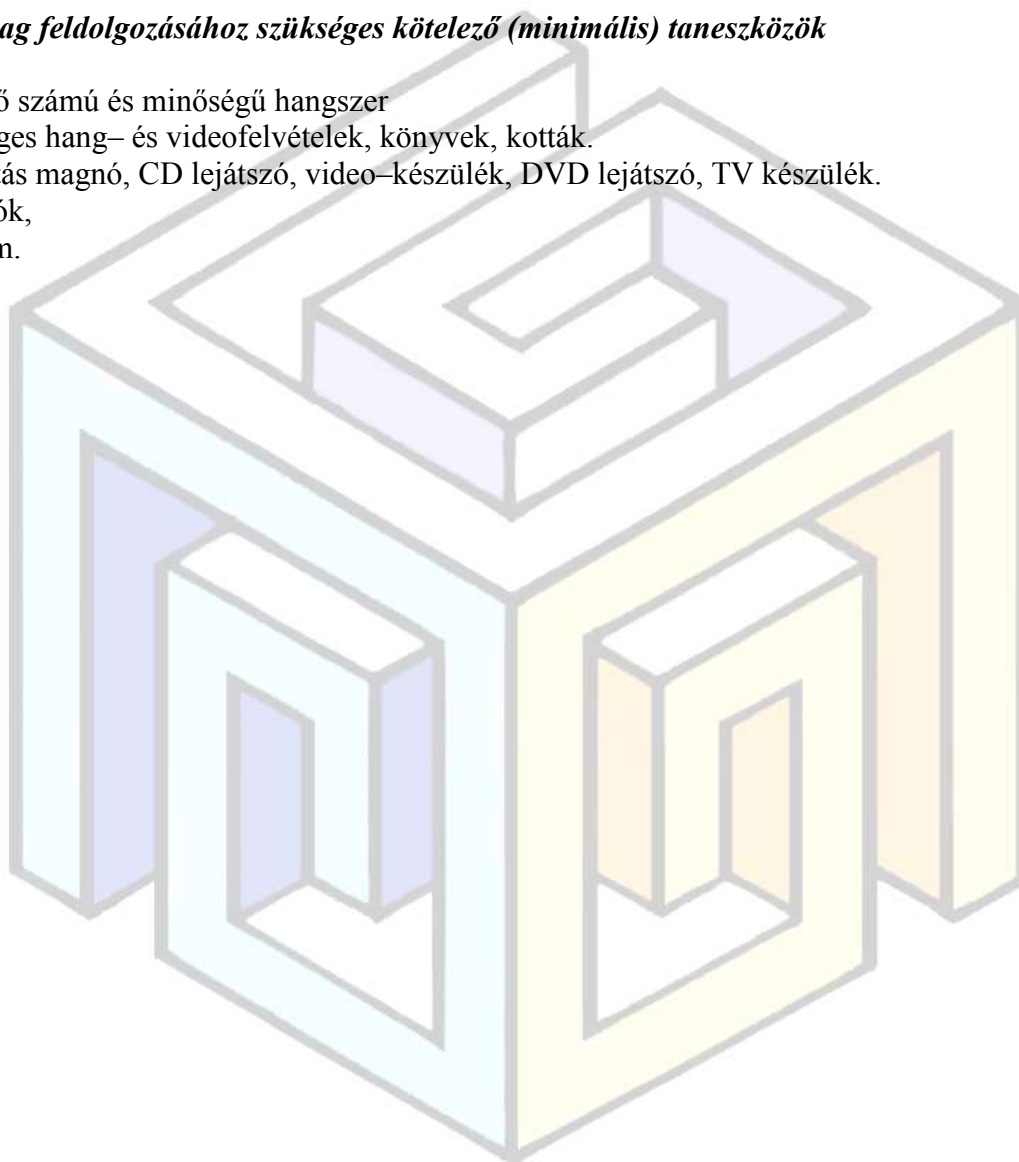 ag feldolgozásához szükséges kötelező (minimális) taneszközök
ő számú és minőségű hangszer
ges hang– és videofelvételek, könyvek, kották.
tás magnó, CD lejátszó, video–készülék, DVD lejátszó, TV készülék.
ók,
m.